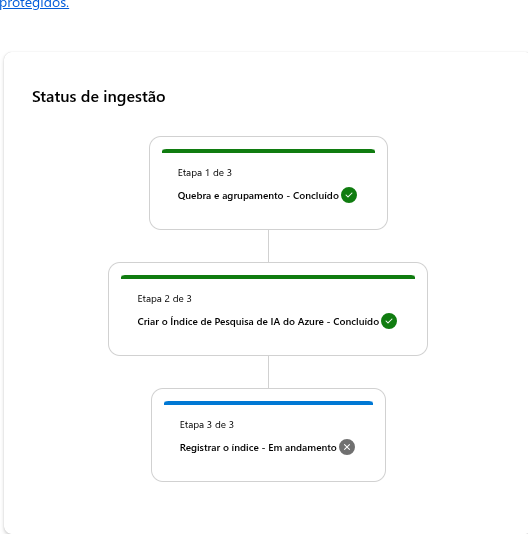 protegidos.
Status de ingestão
Etapa 1 de 3
Quebra e agrupamento - Concluído
Etapa 2 de 3
Criar o Índice de Pesquisa de IA do Azure - Concluído
Etapa 3 de 3
Registrar o índice - Em andamento